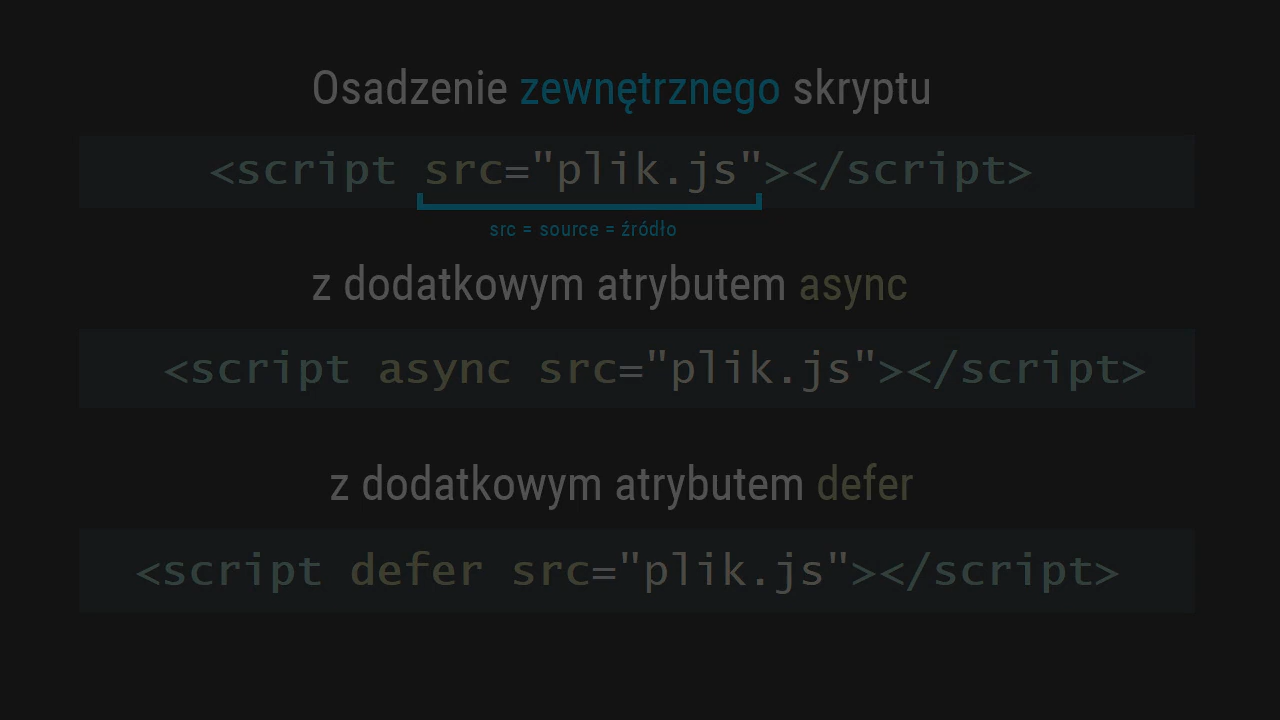 Osadzenie zewnętrznego skryptu
<script src="plik.js"></script>
src = source = źródło
z dodatkowym atrybutem async
<script async src="plik.js"></script>
z dodatkowym atrybutem defer
<script defer src="plik.js"></script>